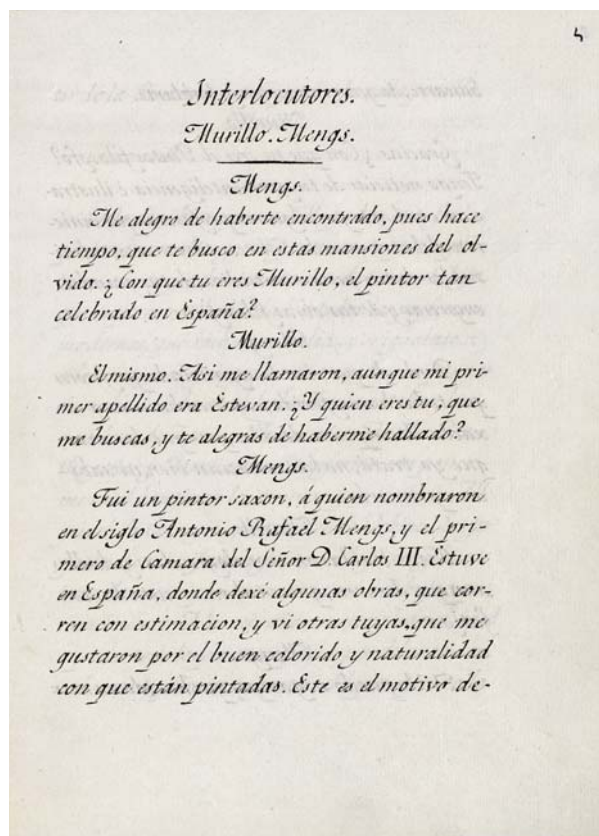 5
Interlocutores.
Murillo. Mengs.
Mengs.
Me alegro de haberte encontrado, pues hace
tiempo, que te busco en estas mansiones del ol-
vido. ¿Con que tu eres Murillo, el pintor tan
celebrado en España?
Murillo.
El mismo. Asi me llamaron, aunque mi pri-
mer apellido era Estevan. ¿Y quien eres tu, que
me buscas, y te alegras de haberme hallado?
Mengs.
Fui un pintor saxon, á quien nombraron
en el siglo Antonio Rafael Mengs, y el pri-
mero de Camara del Señor D. Carlos III. Estuve
en España, donde dexé algunas obras, que cor-
ren con estimacion, y vi otras tuyas, que me
gustaron por el buen colorido y naturalidad
con que están pintadas. Este es el motivo de-